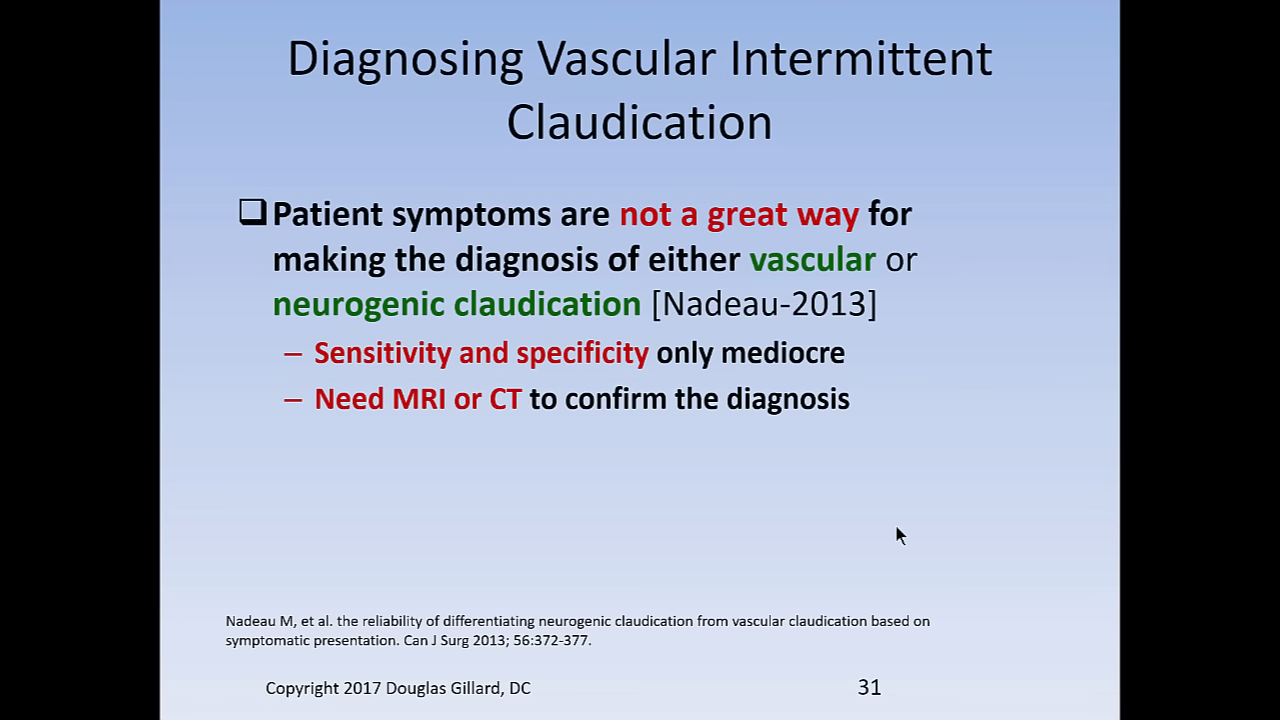 Diagnosing Vascular Intermittent
Claudication
❑Patient symptoms are not a great way for
making the diagnosis of either vascular or
neurogenic claudication [Nadeau-2013]
– Sensitivity and specificity only mediocre
– Need MRI or CT to confirm the diagnosis
Nadeau M, et al. the reliability of differentiating neurogenic claudication from vascular claudication based on
symptomatic presentation. Can J Surg 2013; 56:372-377.
Copyright 2017 Douglas Gillard, DC
31